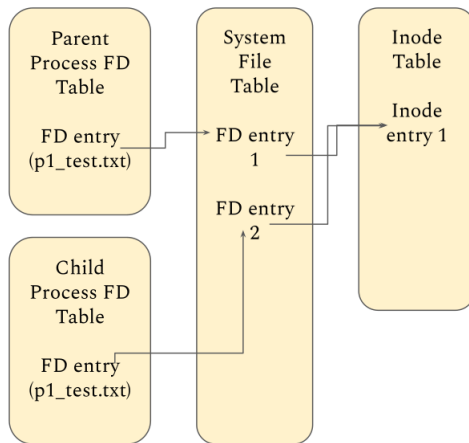 Parent
Process FD
Table
FD entry
(p1_test.txt)
System
File
Table
FD entry
1
FD entry
2
Inode
Table
Inode
entry 1
Child
Process FD
Table
FD entry
(p1_test.txt)